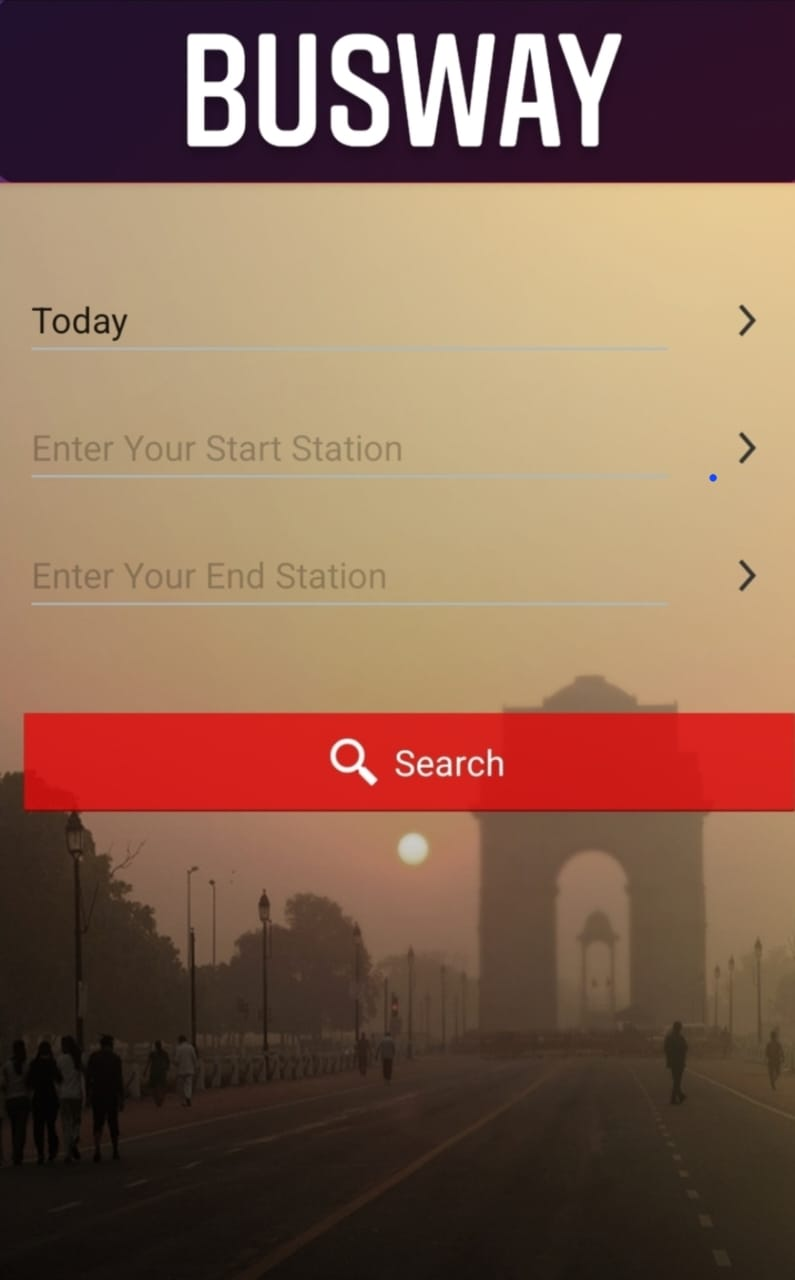 BUSWAY
Today
Enter Your Start Station
Enter Your End Station
Search